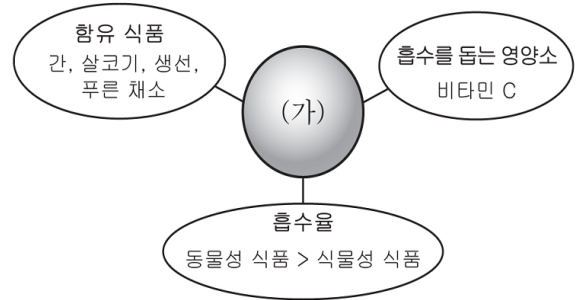 함유 식품
간, 살코기, 생선,
푸른 채소
(가)
흡수를 돕는 영양소
비타민 C
흡수율
동물성 식품 > 식물성 식품